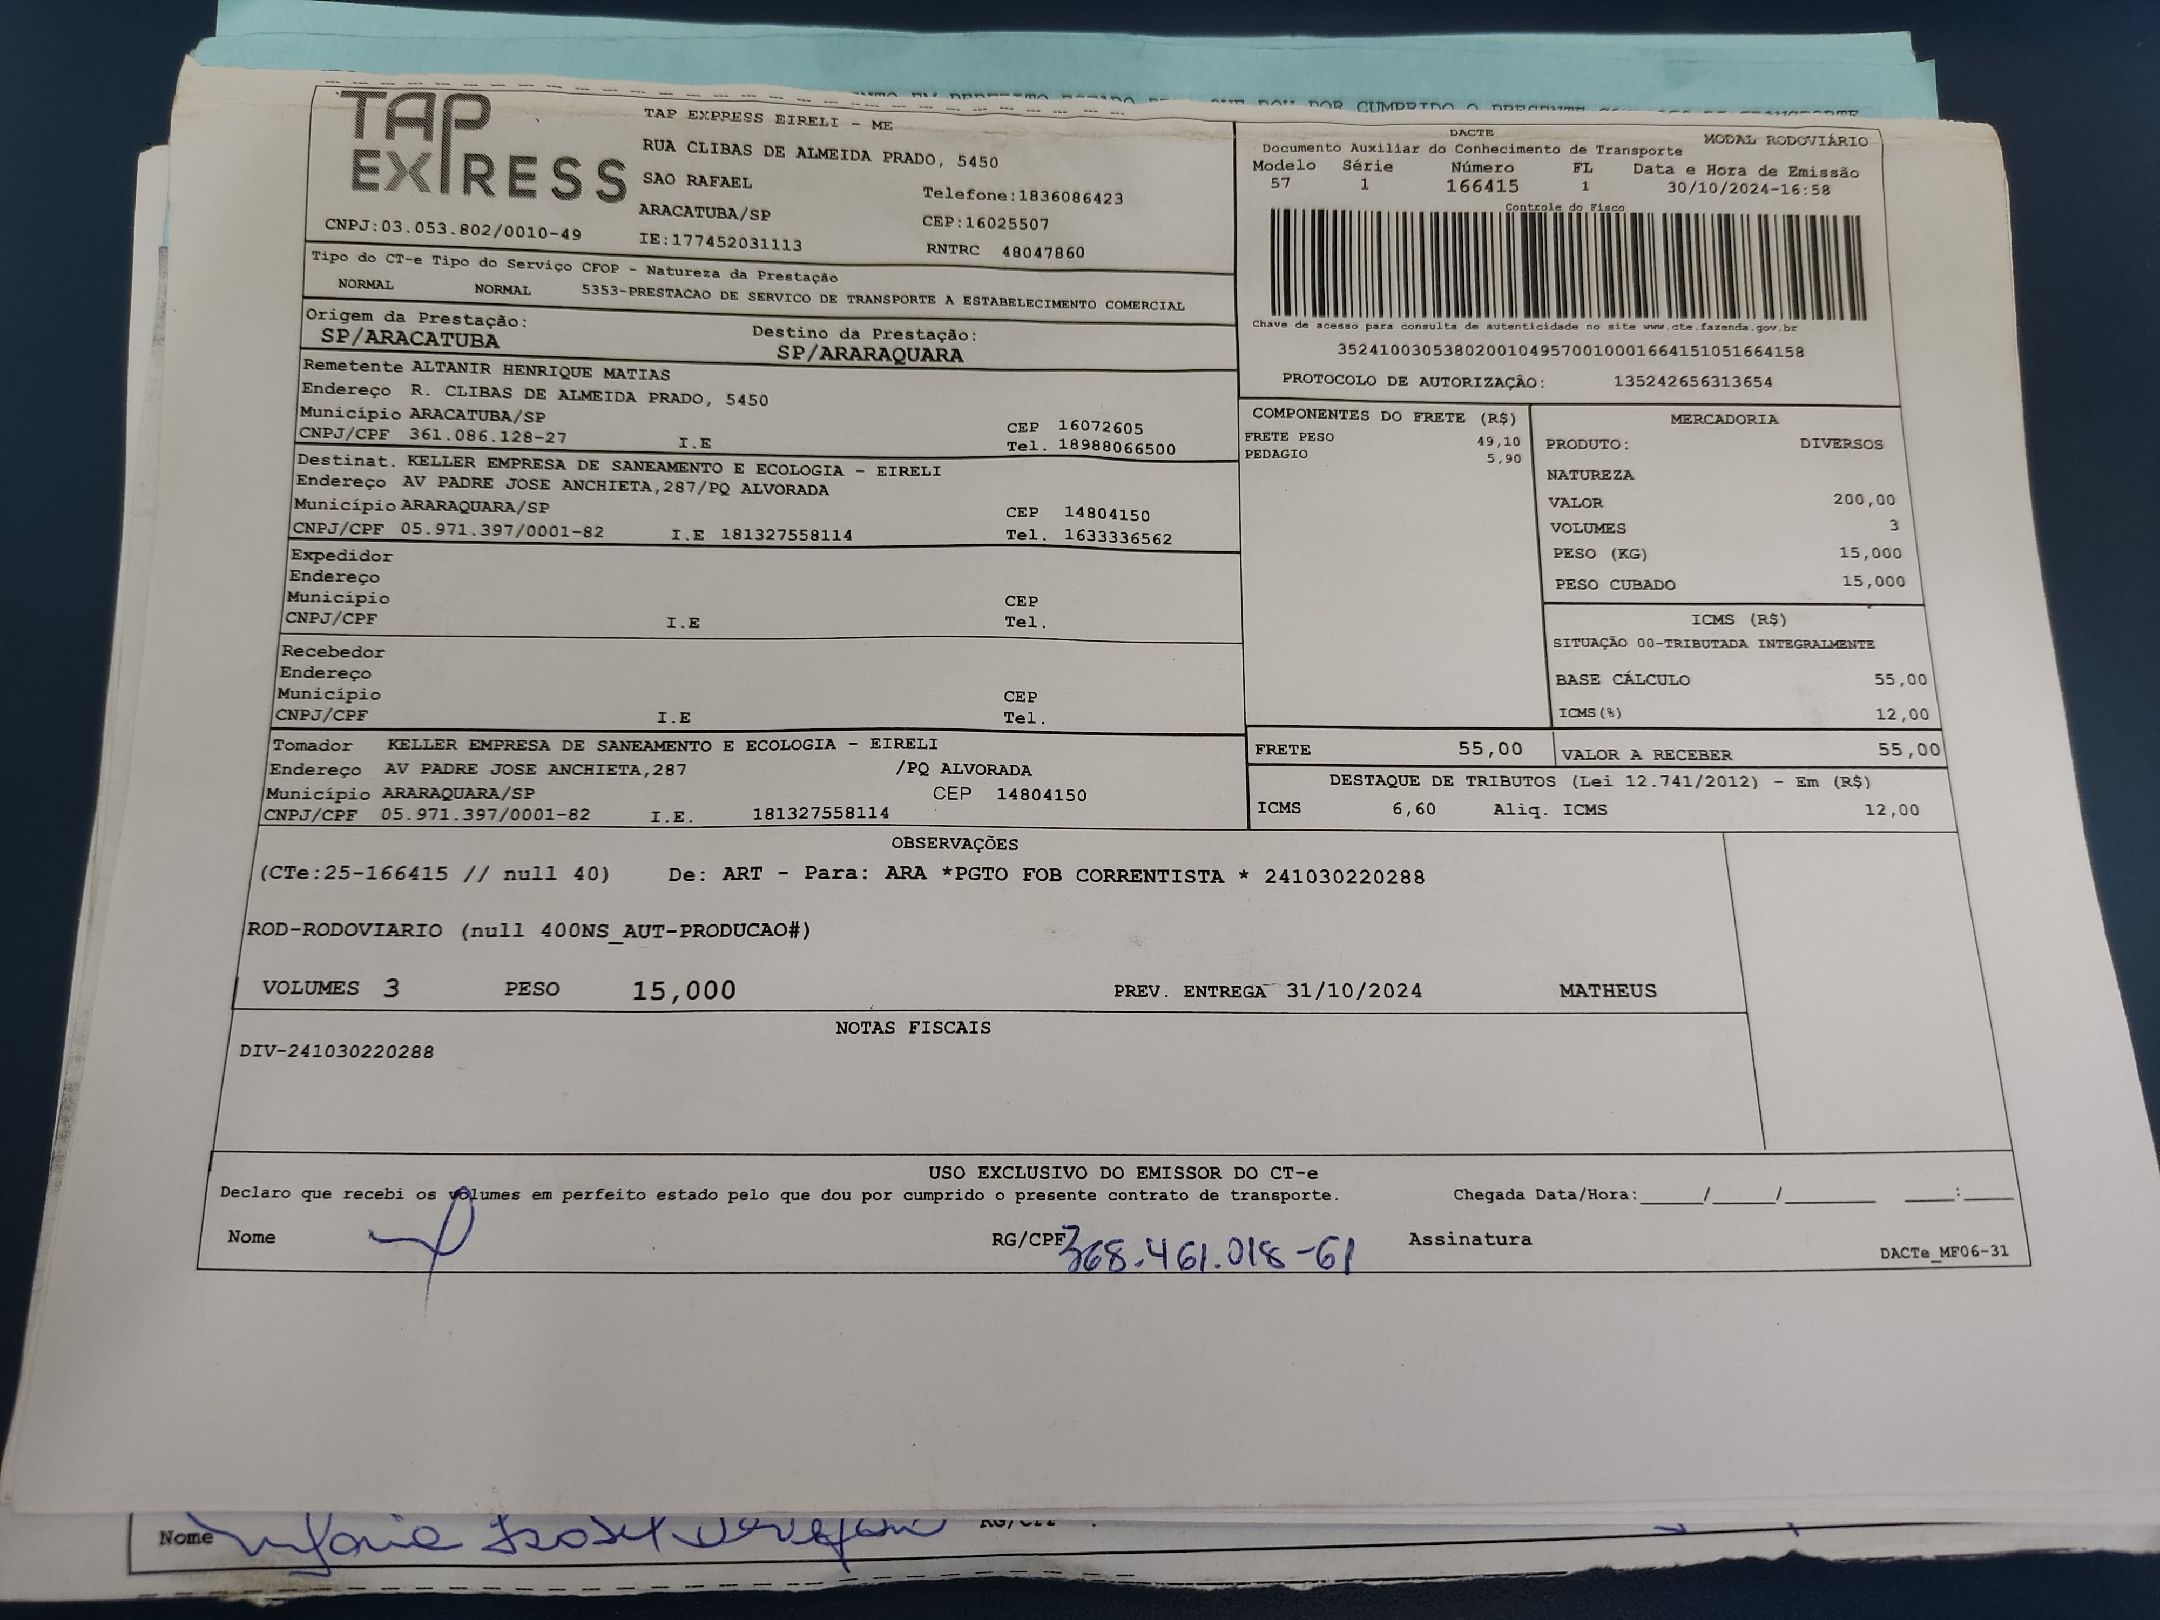 TAP EXPRESS
TAP EXPRESS EIRELI - ME
RUA CLIBAS DE ALMEIDA PRADO, 5450
SAO RAFAEL
Telefone:1836086423
ARACATUBA/SP
CEP:16025507
CNPJ:03.053.802/0010-49
IE:177452031113
RNTRC 48047860
DACTE
MODAL RODOVIÁRIO
Documento Auxiliar do Conhecimento de Transporte
Modelo Série Número FL Data e Hora de Emissão
57 1 166415 1 30/10/2024-16:58
Controle do Fisco
Chave de acesso para consulta de autenticidade no site www.cte.fazenda.gov.br
35241003053802001049570010001664151051664158
PROTOCOLO DE AUTORIZAÇÃO: 135242656313654
Tipo do CT-e Tipo do Serviço CFOP - Natureza da Prestação
NORMAL NORMAL 5353-PRESTACAO DE SERVICO DE TRANSPORTE A ESTABELECIMENTO COMERCIAL
Origem da Prestação: Destino da Prestação:
SP/ARACATUBA SP/ARARAQUARA
Remetente ALTANIR HENRIQUE MATIAS
Endereço R. CLIBAS DE ALMEIDA PRADO, 5450
Município ARACATUBA/SP CEP 16072605
CNPJ/CPF 361.086.128-27 I.E Tel. 18988066500
Destinat. KELLER EMPRESA DE SANEAMENTO E ECOLOGIA - EIRELI
Endereço AV PADRE JOSE ANCHIETA,287/PQ ALVORADA
Município ARARAQUARA/SP CEP 14804150
CNPJ/CPF 05.971.397/0001-82 I.E 181327558114 Tel. 1633336562
Expedidor
Endereço
Município CEP
CNPJ/CPF I.E Tel.
Recebedor
Endereço
Município CEP
CNPJ/CPF I.E Tel.
Tomador KELLER EMPRESA DE SANEAMENTO E ECOLOGIA - EIRELI
Endereço AV PADRE JOSE ANCHIETA,287 /PQ ALVORADA
Município ARARAQUARA/SP CEP 14804150
CNPJ/CPF 05.971.397/0001-82 I.E. 181327558114
COMPONENTES DO FRETE (R$)
FRETE PESO 49,10
PEDAGIO 5,90
MERCADORIA
PRODUTO: DIVERSOS
NATUREZA
VALOR 200,00
VOLUMES 3
PESO (KG) 15,000
PESO CUBADO 15,000
ICMS (R$)
SITUAÇÃO 00-TRIBUTADA INTEGRALMENTE
BASE CÁLCULO 55,00
ICMS(%) 12,00
FRETE 55,00 VALOR A RECEBER 55,00
DESTAQUE DE TRIBUTOS (Lei 12.741/2012) - Em (R$)
ICMS 6,60 Aliq. ICMS 12,00
OBSERVAÇÕES
(CTe:25-166415 // null 40) De: ART - Para: ARA *PGTO FOB CORRENTISTA * 241030220288
ROD-RODOVIARIO (null 400NS_AUT-PRODUCAO#)
VOLUMES 3 PESO 15,000 PREV. ENTREGA 31/10/2024 MATHEUS
NOTAS FISCAIS
DIV-241030220288
USO EXCLUSIVO DO EMISSOR DO CT-e
Declaro que recebi os volumes em perfeito estado pelo que dou por cumprido o presente contrato de transporte. Chegada Data/Hora:_____/_____/_______ ____:____
Nome RG/CPF 368.461.018-61 Assinatura
DACTe_MF06-31
Nome